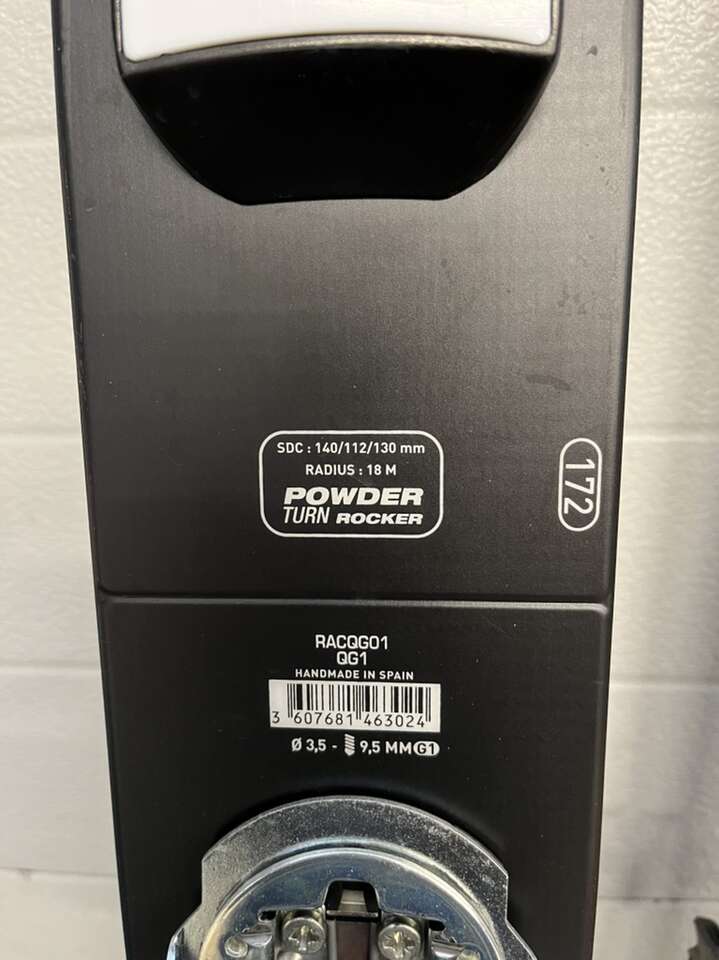 SDC : 140/112/130 mm
RADIUS : 18 M
POWDER
TURN ROCKER
172
RACQG01
QG1
HANDMADE IN SPAIN
3 607681 463024
Ø 3,5 - 9,5 MM G1